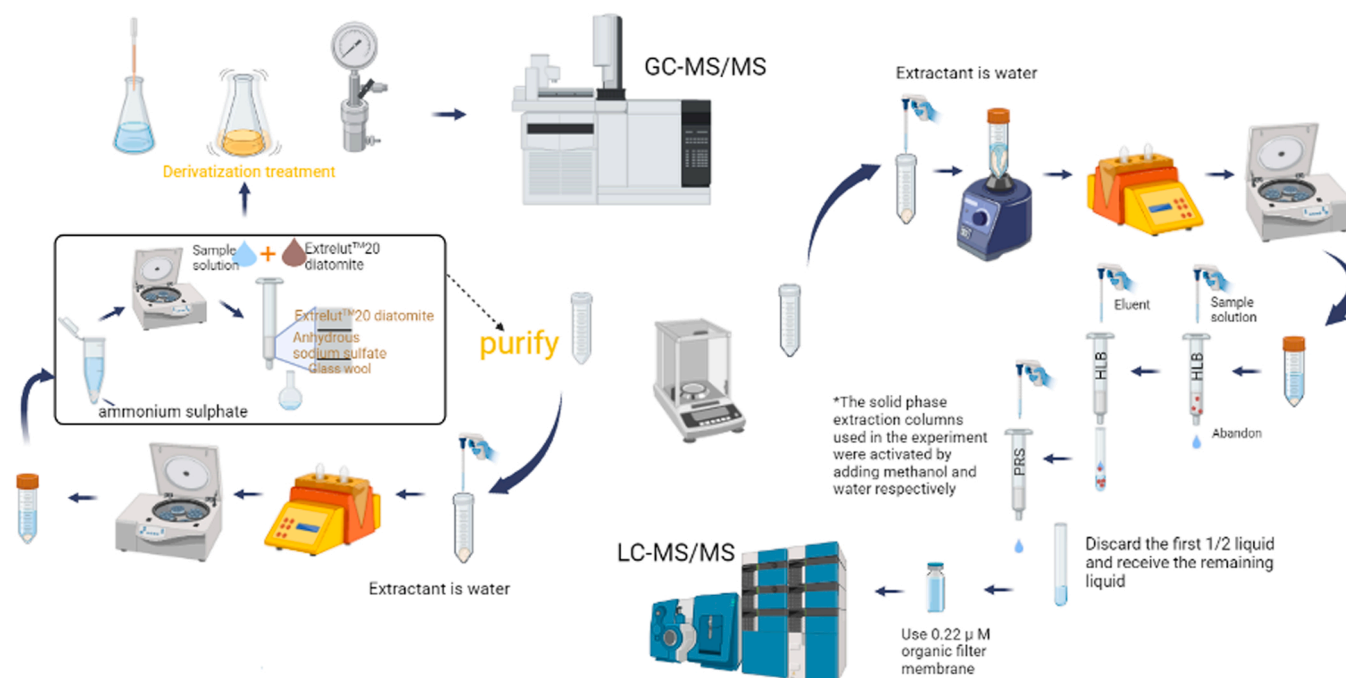 GC-MS/MS
Derivatization treatment
Sample
solution
+
Extrelut™20
diatomite
Extrelut™20 diatomite
Anhydrous
sodium sulfate
Glass wool
ammonium sulphate
purify
Extractant is water
Extractant is water
Eluent
Sample
solution
HLB
HLB
Abandon
PRS
*The solid phase
extraction columns
used in the experiment
were activated by
adding methanol and
water respectively
Discard the first 1/2 liquid
and receive the remaining
liquid
Use 0.22 μ M
organic filter
membrane
LC-MS/MS